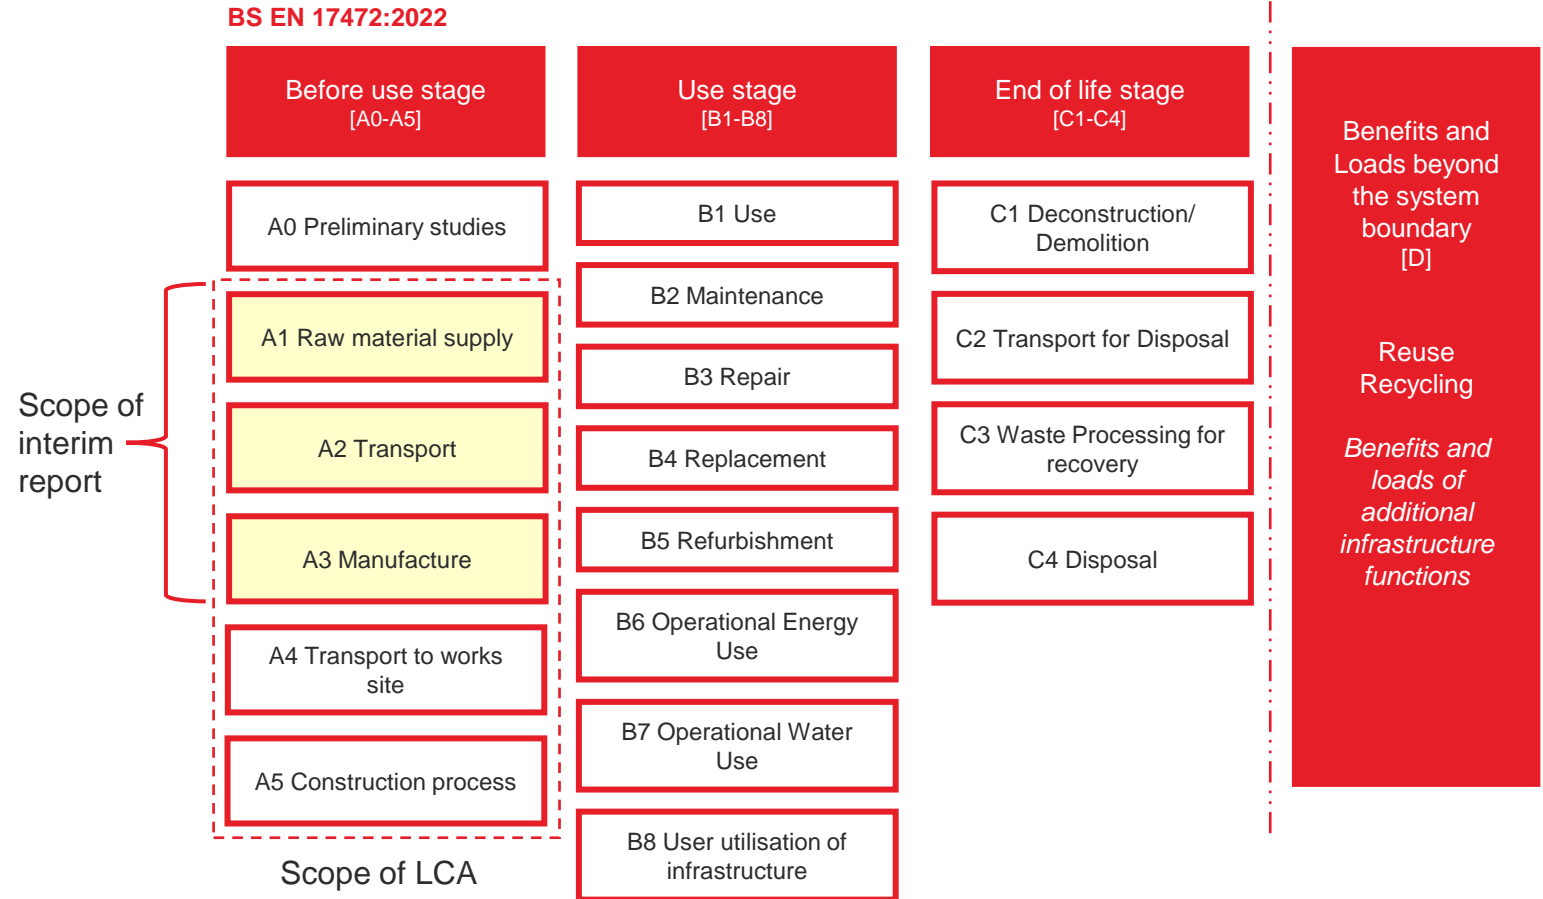 BS EN 17472:2022
Before use stage
[A0-A5]
Use stage
[B1-B8]
End of life stage
[C1-C4]
Scope of
interim
report
A0 Preliminary studies
A1 Raw material supply
A2 Transport
A3 Manufacture
A4 Transport to works
site
A5 Construction process
Scope of LCA
B1 Use
B2 Maintenance
B3 Repair
B4 Replacement
B5 Refurbishment
B6 Operational Energy
Use
B7 Operational Water
Use
B8 User utilisation of
infrastructure
C1 Deconstruction/
Demolition
C2 Transport for Disposal
C3 Waste Processing for
recovery
C4 Disposal
Benefits and
Loads beyond
the system
boundary
[D]
Reuse
Recycling
Benefits and
loads of
additional
infrastructure
functions